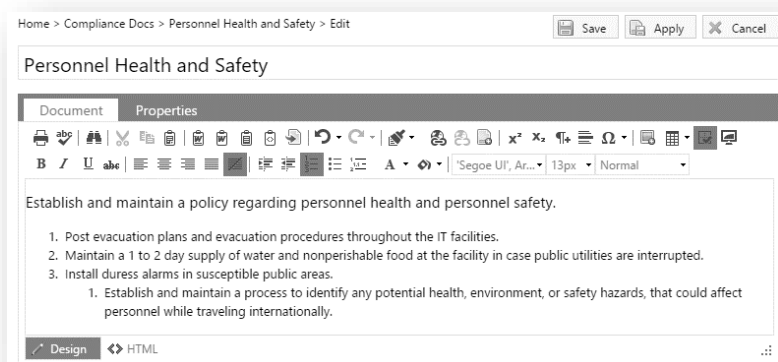 Home > Compliance Docs > Personnel Health and Safety > Edit
Save Apply Cancel
Personnel Health and Safety
Document Properties
B I U abc A 'Segoe UI', Ar... 13px Normal
Establish and maintain a policy regarding personnel health and personnel safety.
1. Post evacuation plans and evacuation procedures throughout the IT facilities.
2. Maintain a 1 to 2 day supply of water and nonperishable food at the facility in case public utilities are interrupted.
3. Install duress alarms in susceptible public areas.
1. Establish and maintain a process to identify any potential health, environment, or safety hazards, that could affect
personnel while traveling internationally.
Design <> HTML